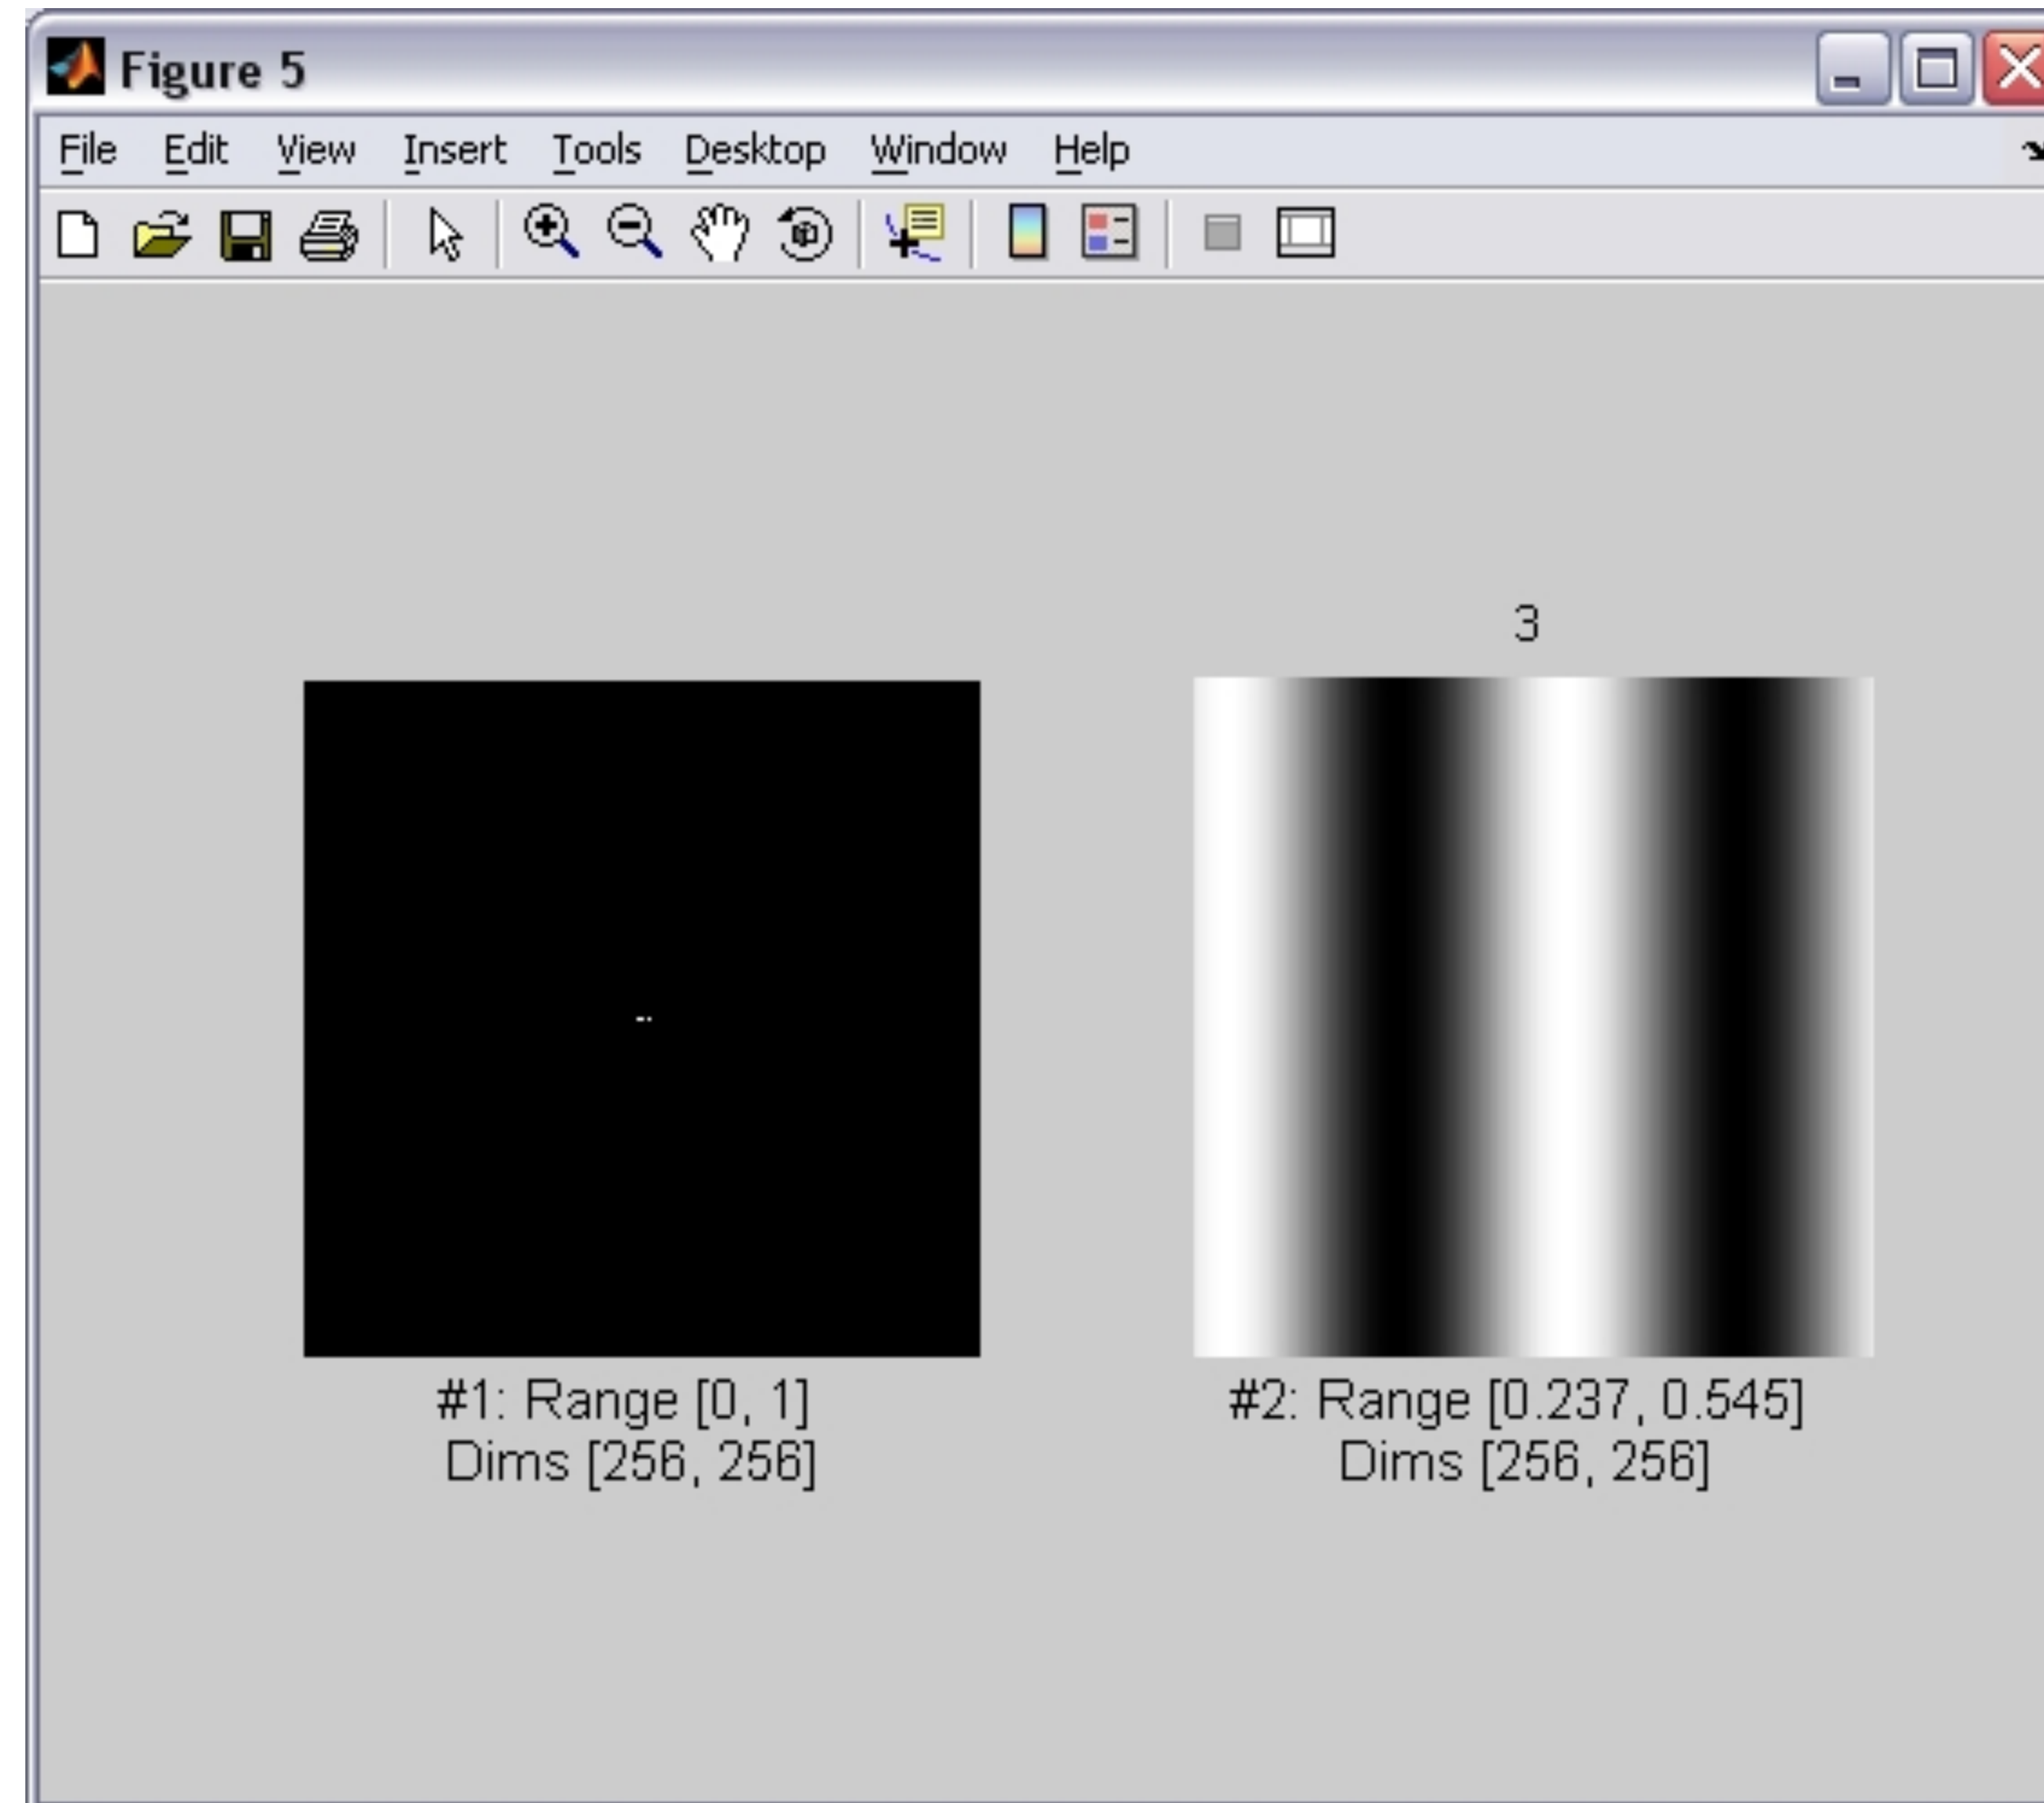 Figure 5
File Edit View Insert Tools Desktop Window Help
3
#1: Range [0, 1]
Dims [256, 256]
#2: Range [0.237, 0.545]
Dims [256, 256]